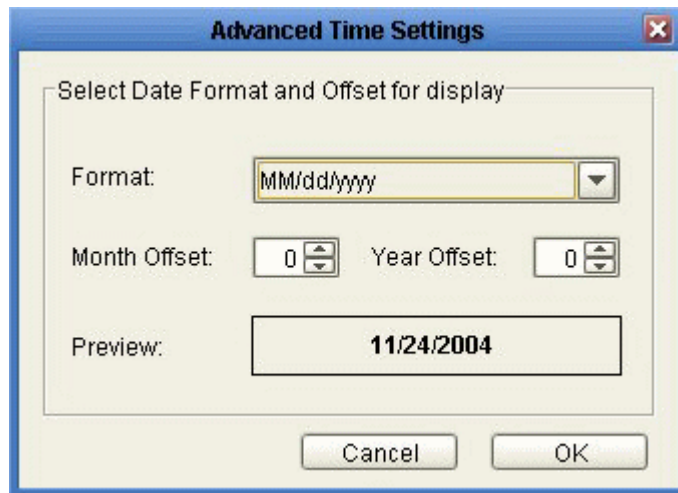 Advanced Time Settings
Select Date Format and Offset for display
Format: MM/dd/yyyy
Month Offset: 0 Year Offset: 0
Preview: 11/24/2004
Cancel OK